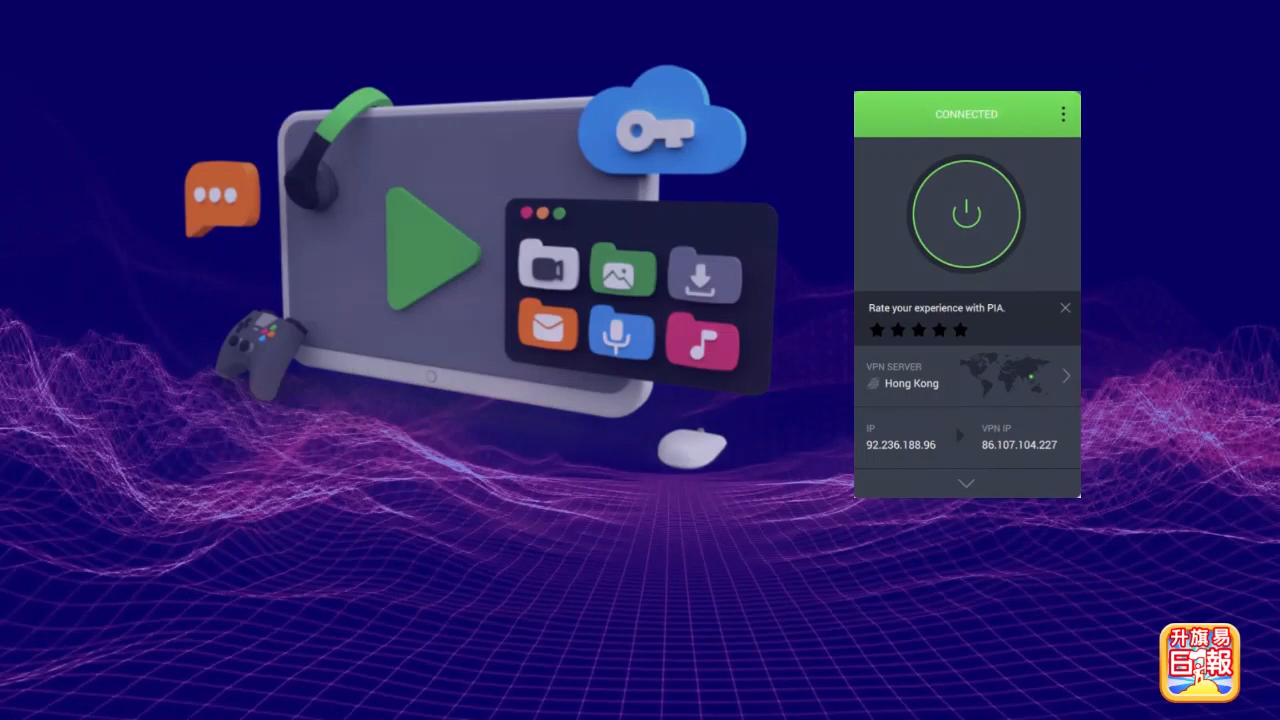 CONNECTED
Rate your experience with PIA.
VPN SERVER
Hong Kong
IP
92.236.188.96
VPN IP
86.107.104.227
升旗易
日報